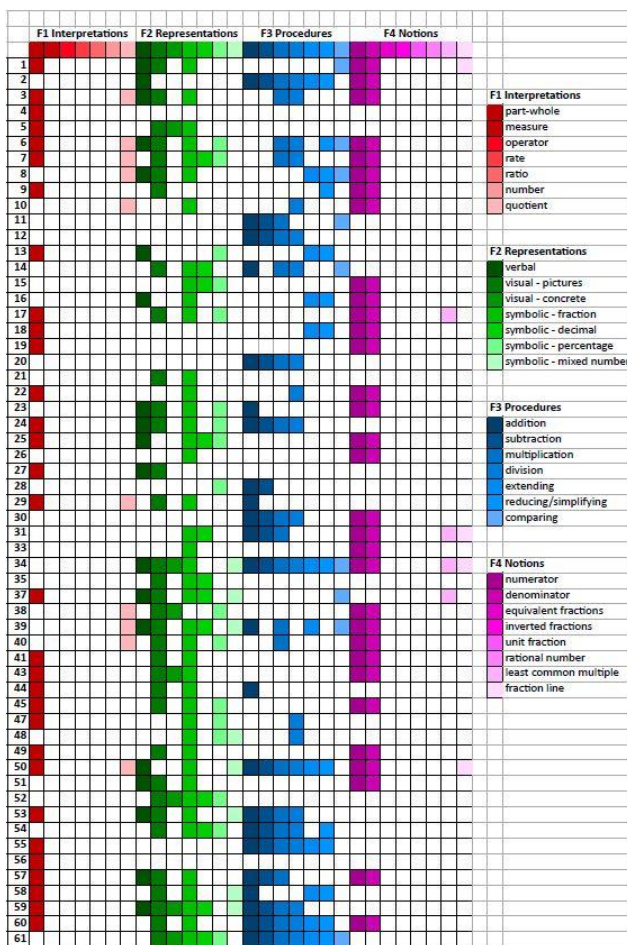 F1 Interpretations F2 Representations F3 Procedures F4 Notions
1
2
3 F1 Interpretations
4 part-whole
5 measure
6 operator
7 rate
8 ratio
9 number
10 quotient
11
12
13 F2 Representations
14 verbal
15 visual - pictures
16 visual - concrete
17 symbolic - fraction
18 symbolic - decimal
19 symbolic - percentage
20 symbolic - mixed number
21
22
23 F3 Procedures
24 addition
25 subtraction
26 multiplication
27 division
28 extending
29 reducing/simplifying
30 comparing
31
33
34 F4 Notions
35 numerator
37 denominator
38 equivalent fractions
39 inverted fractions
40 unit fraction
41 rational number
43 least common multiple
44 fraction line
45
47
48
49
50
51
52
53
54
55
56
57
58
59
60
61